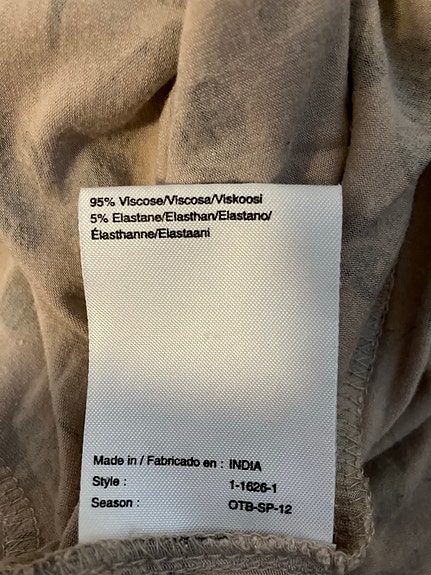 95% Viscose/Viscosa/Viskoosi
5% Elastane/Elasthan/Elastano/
Élasthanne/Elastaani
Made in / Fabricado en : INDIA
Style : 1-1626-1
Season : OTB-SP-12